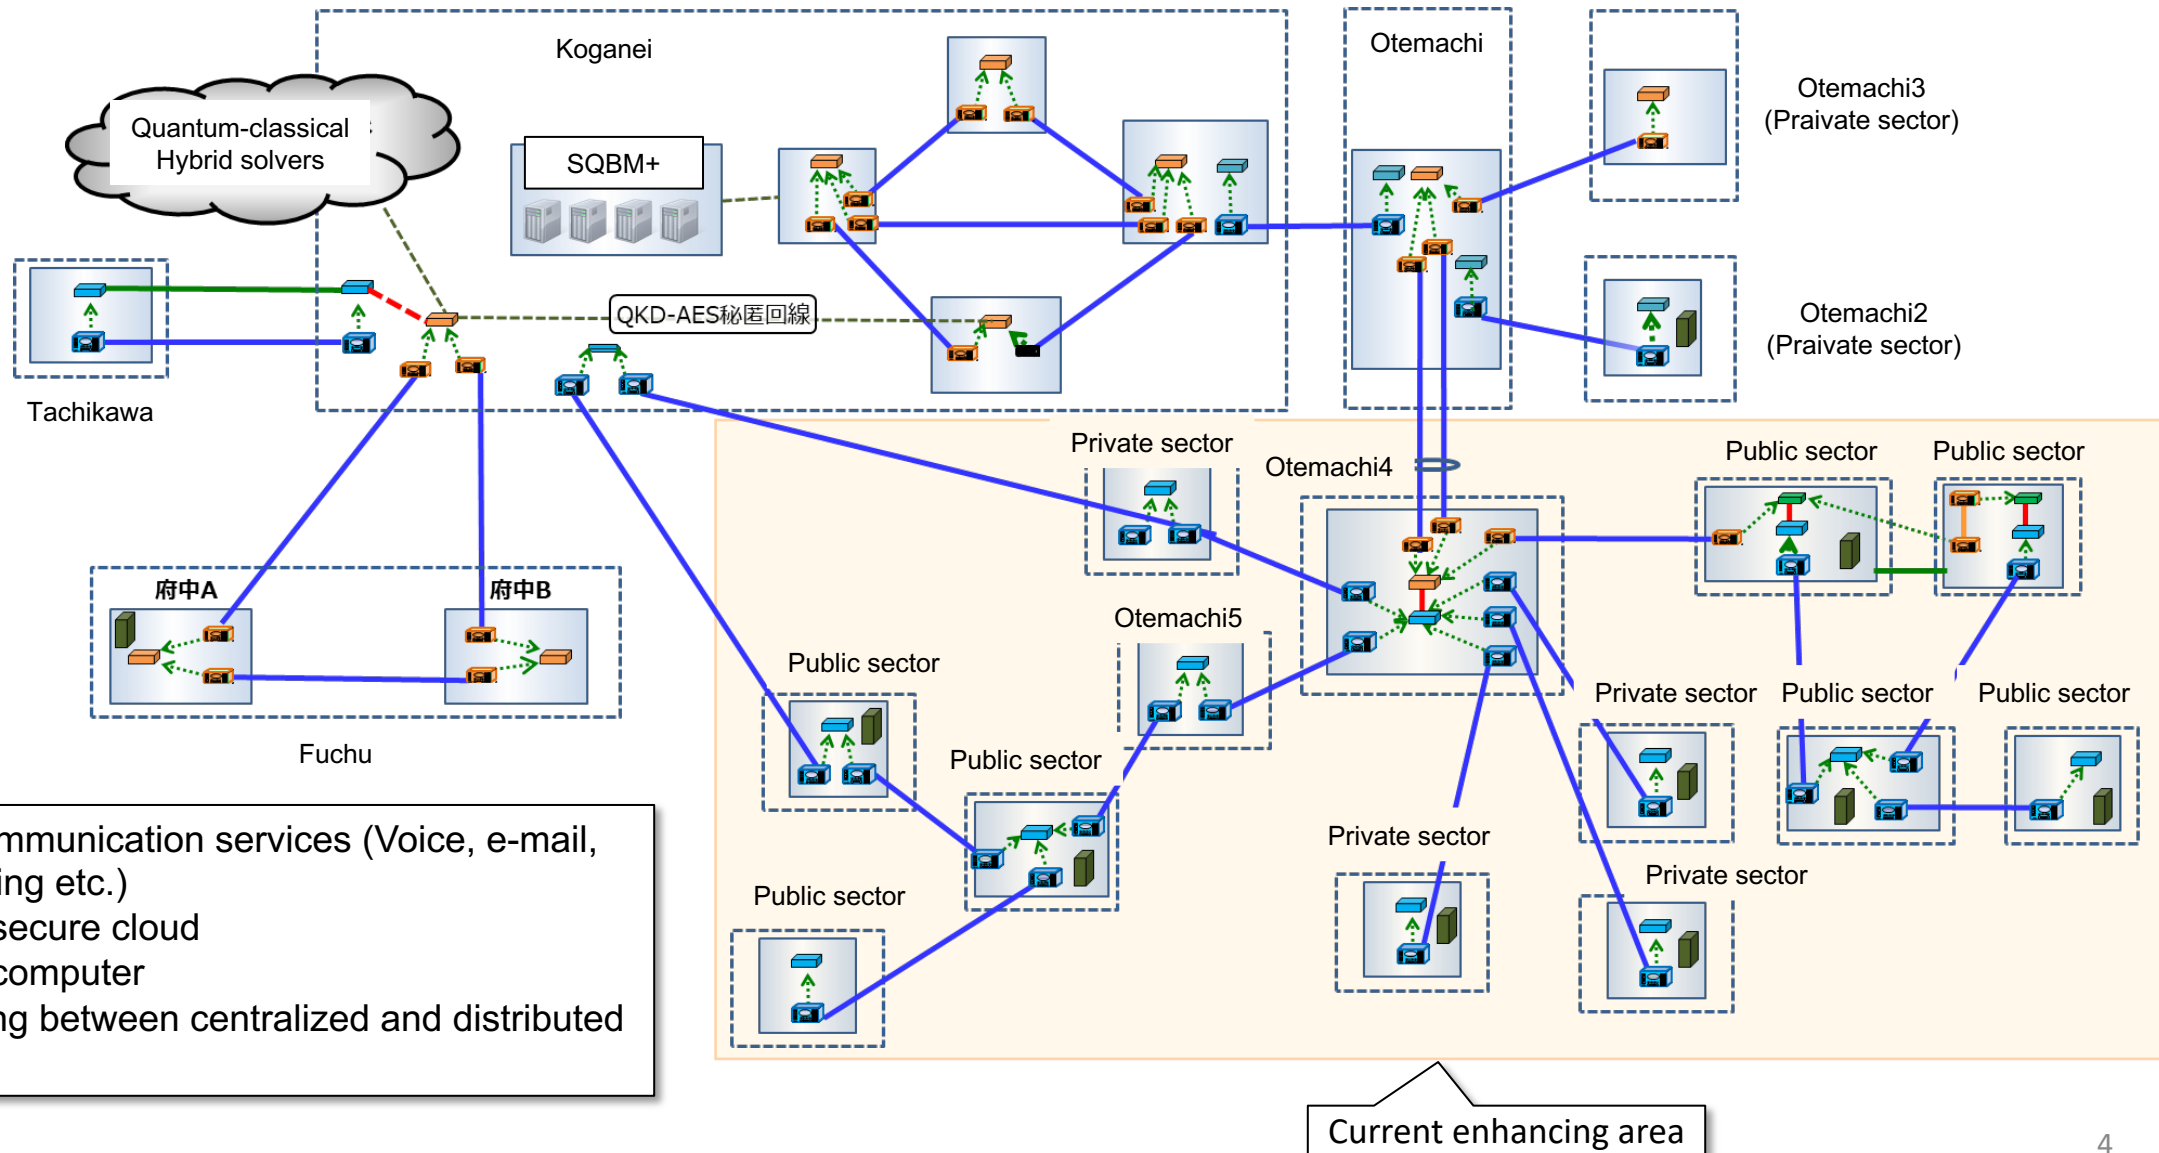 Koganei
Otemachi
Otemachi3
(Praivate sector)
Quantum-classical
Hybrid solvers
SQBM+
QKD-AES秘匿回線
Otemachi2
(Praivate sector)
Tachikawa
Private sector
Otemachi4
Public sector
Public sector
府中A
府中B
Otemachi5
Public sector
Private sector
Public sector
Public sector
Fuchu
Public sector
Private sector
Private sector
Public sector
mmunication services (Voice, e-mail,
ing etc.)
secure cloud
computer
ng between centralized and distributed
Current enhancing area
4